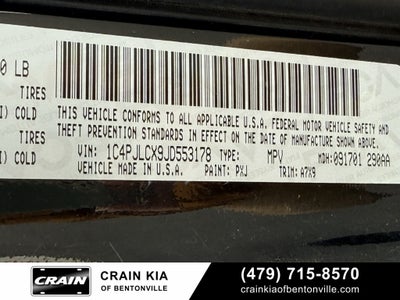 0 LB
TIRES
I) COLD
TIRES
I) COLD
THIS VEHICLE CONFORMS TO ALL APPLICABLE U.S.A. FEDERAL MOTOR VEHICLE SAFETY, BUMPER, AND
THEFT PREVENTION STANDARDS IN EFFECT ON THE DATE OF MANUFACTURE SHOWN ABOVE.
VIN: 1C4PJLCX9JD553178 TYPE: MPV MDH: 091701 290AA
VEHICLE MADE IN U.S.A. PAINT: PXJ TRIM: A7X9
CRAIN
CRAIN KIA
OF BENTONVILLE
(479) 715-8570
crainkiaofbentonville.com/